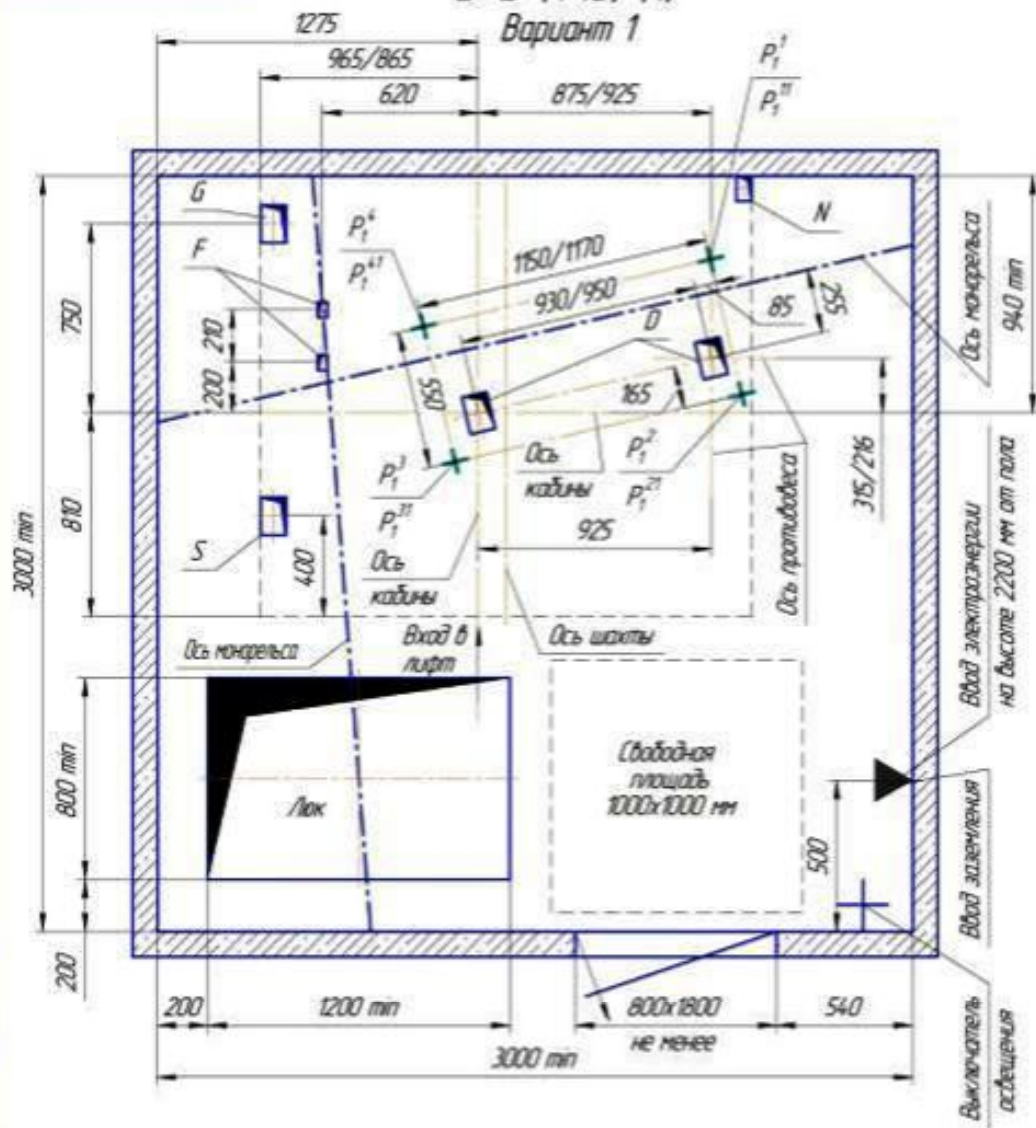 Вариант 1
1275
965/865
620
875/925
P₁¹
P₁¹¹
G
F
P₁⁴
P₁⁴¹
N
1150/1170
930/950
D
85
255
Ось монорельса
940 min
750
210
200
550
165
P₁³
P₁³¹
Ось
кабины
P₁²
P₁²¹
315/216
Ось противовеса
925
810
3000 min
S
400
Ось
кабины
Ось монорельса
Вход в
лифт
Ось шахты
Ввод электроэнергии
на высоте 2200 мм от пола
800 min
Люк
Свободная
площадь
1000х1000 мм
500
Ввод заземления
200
200
1200 min
800х1800
не менее
540
3000 min
Выключатель
освещения